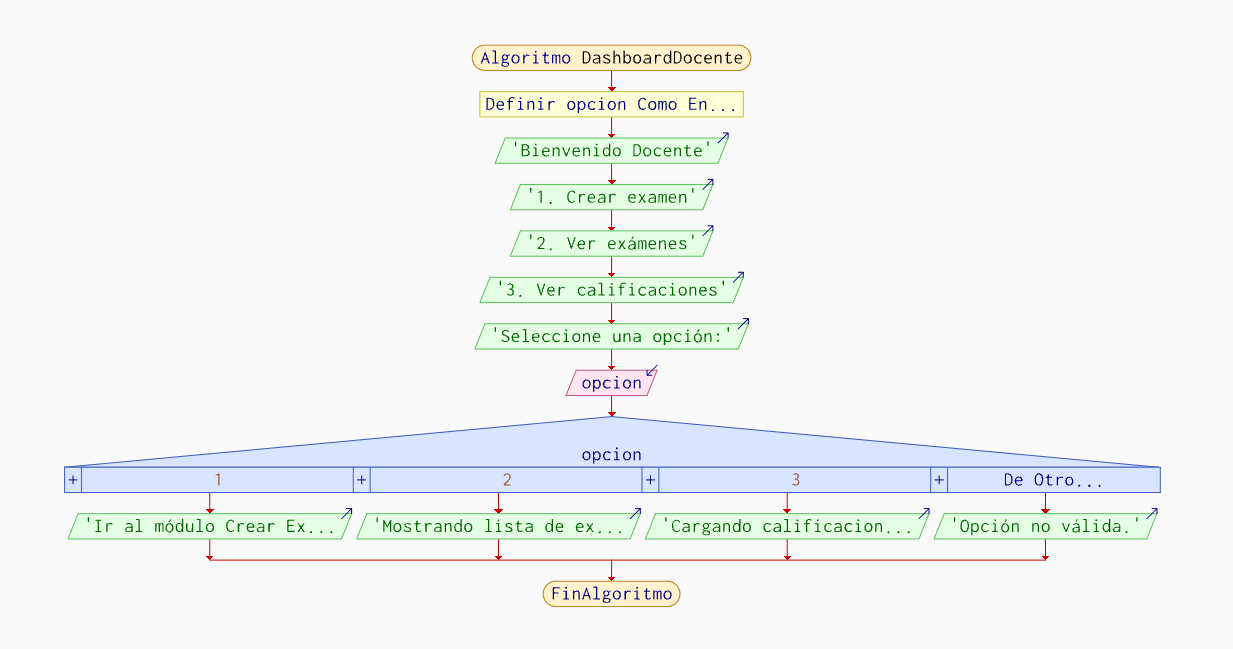 Algoritmo DashboardDocente
Definir opcion Como En...
'Bienvenido Docente'
'1. Crear examen'
'2. Ver exámenes'
'3. Ver calificaciones'
'Seleccione una opción:'
opcion
opcion
+ 1 + 2 + 3 + De Otro...
'Ir al módulo Crear Ex...' 'Mostrando lista de ex...' 'Cargando calificacion...' 'Opción no válida.'
FinAlgoritmo